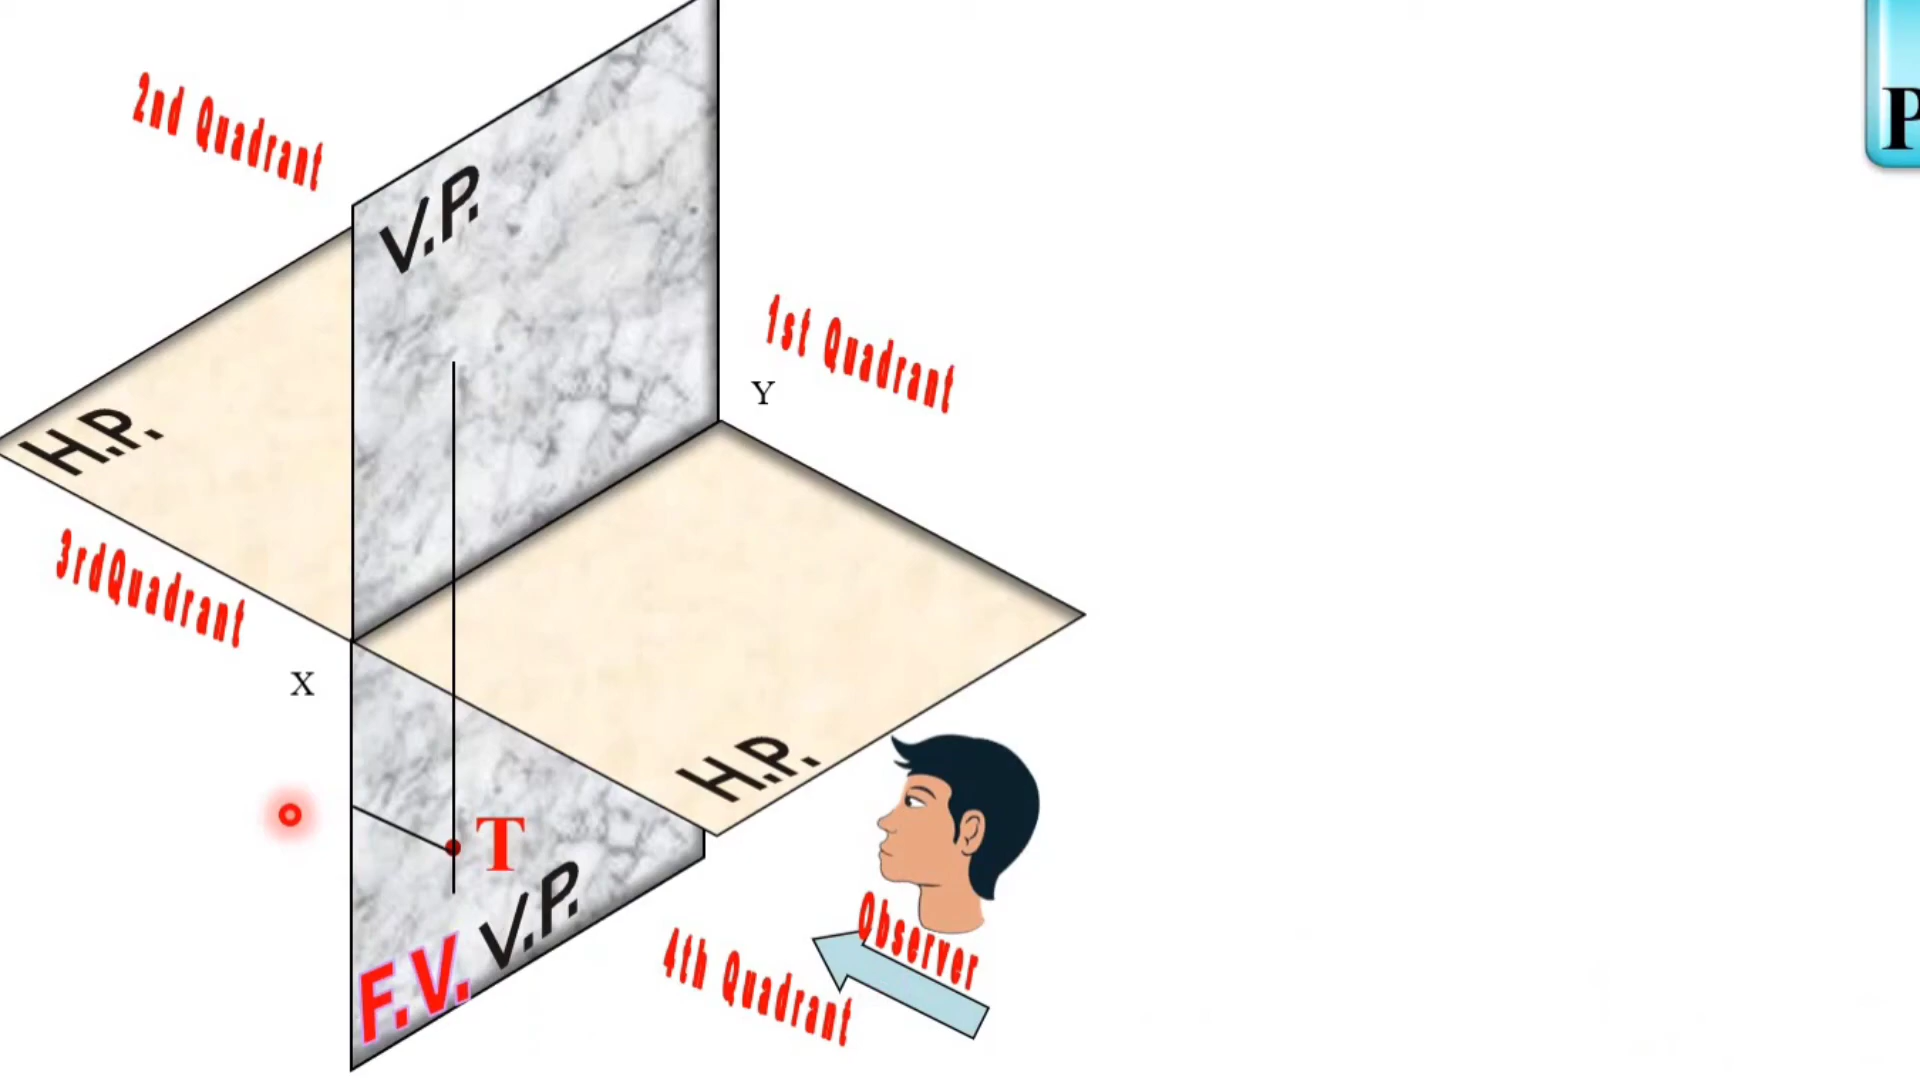 P
2nd Quadrant
V.P.
1st Quadrant
Y
H.P.
3rdQuadrant
X
H.P.
T
V.P.
Observer
F.V.
4th Quadrant